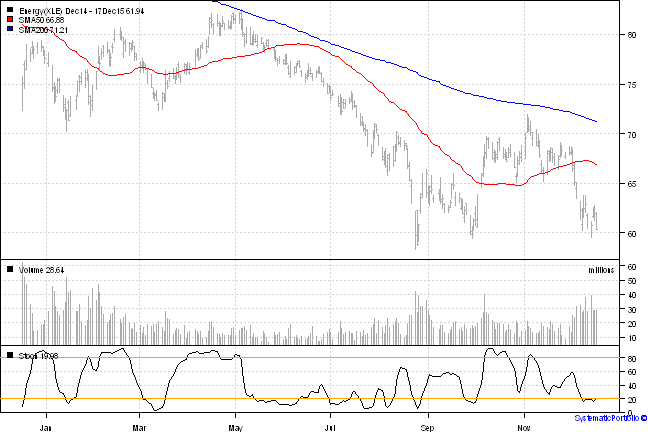 Energy(XLE) Dec14 - 17Dec15 61.94
SMA50 66.88
SMA200 71.21
80
75
70
65
60
Volume 28.64
millions
60
50
40
30
20
10
Stoch 19.98
80
60
40
20
0
Jan
Mar
May
Jul
Sep
Nov
SystematicPortfolio ©